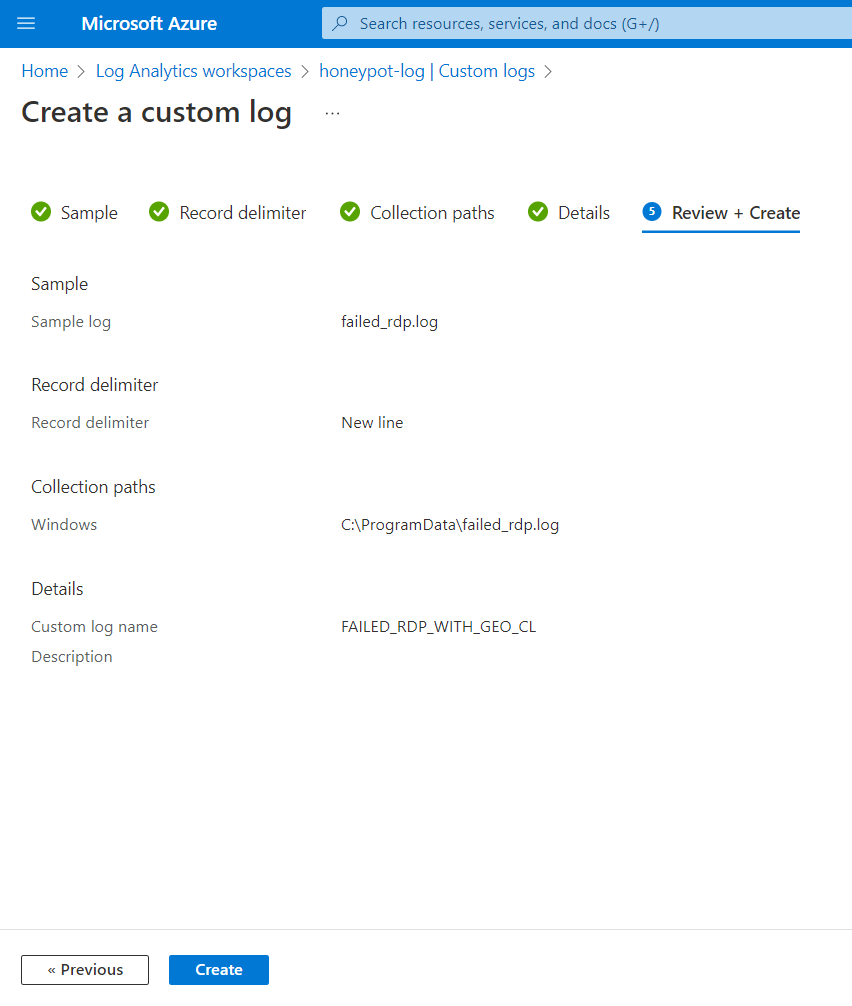 Microsoft Azure
Search resources, services, and docs (G+/)
Home > Log Analytics workspaces > honeypot-log | Custom logs >
Create a custom log ...
Sample Record delimiter Collection paths Details 5 Review + Create
Sample
Sample log failed_rdp.log
Record delimiter
Record delimiter New line
Collection paths
Windows C:\ProgramData\failed_rdp.log
Details
Custom log name FAILED_RDP_WITH_GEO_CL
Description
« Previous Create